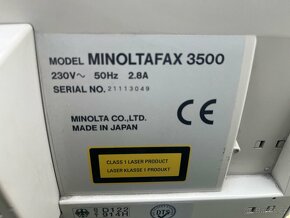 MODEL MINOLTAFAX 3500
230V~ 50Hz 2.8A
SERIAL NO. 21113049
MINOLTA CO.,LTD.
MADE IN JAPAN
CE
CLASS 1 LASER PRODUCT
LASER KLASSE 1 PRODUKT